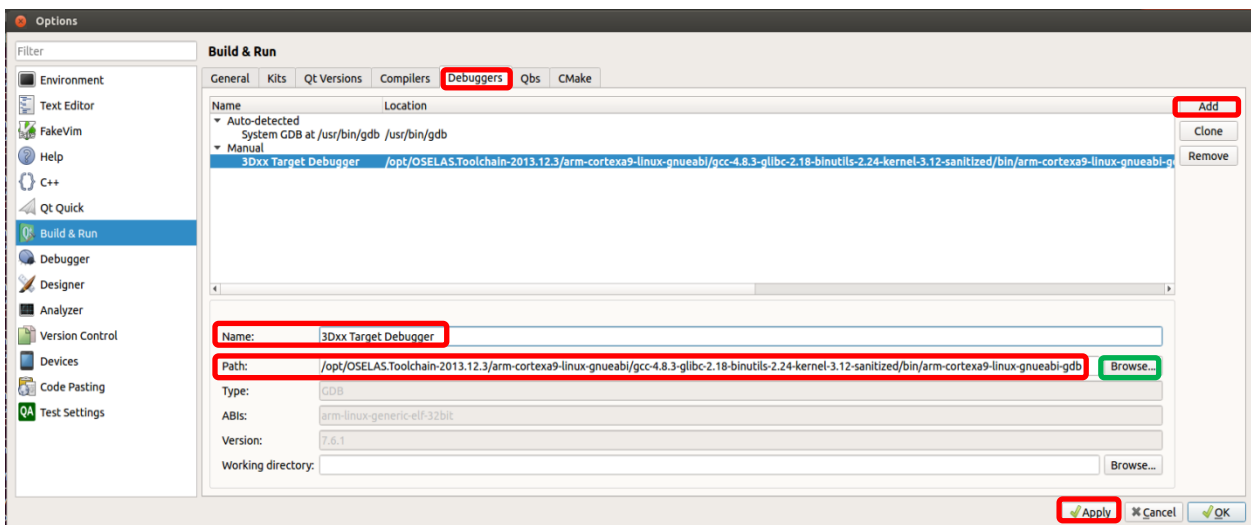 Options
Filter
Build & Run
Environment
Text Editor
FakeVim
Help
C++
Qt Quick
Build & Run
Debugger
Designer
Analyzer
Version Control
Devices
Code Pasting
Test Settings
General Kits Qt Versions Compilers Debuggers Qbs CMake
Name Location
Auto-detected
System GDB at /usr/bin/gdb /usr/bin/gdb
Manual
3Dxx Target Debugger /opt/OSELAS.Toolchain-2013.12.3/arm-cortexa9-linux-gnueabi/gcc-4.8.3-glibc-2.18-binutils-2.24-kernel-3.12-sanitized/bin/arm-cortexa9-linux-gnueabi-g
Add
Clone
Remove
Name: 3Dxx Target Debugger
Path: /opt/OSELAS.Toolchain-2013.12.3/arm-cortexa9-linux-gnueabi/gcc-4.8.3-glibc-2.18-binutils-2.24-kernel-3.12-sanitized/bin/arm-cortexa9-linux-gnueabi-gdb Browse...
Type: GDB
ABIs: arm-linux-generic-elf-32bit
Version: 7.6.1
Working directory: Browse...
Apply Cancel OK